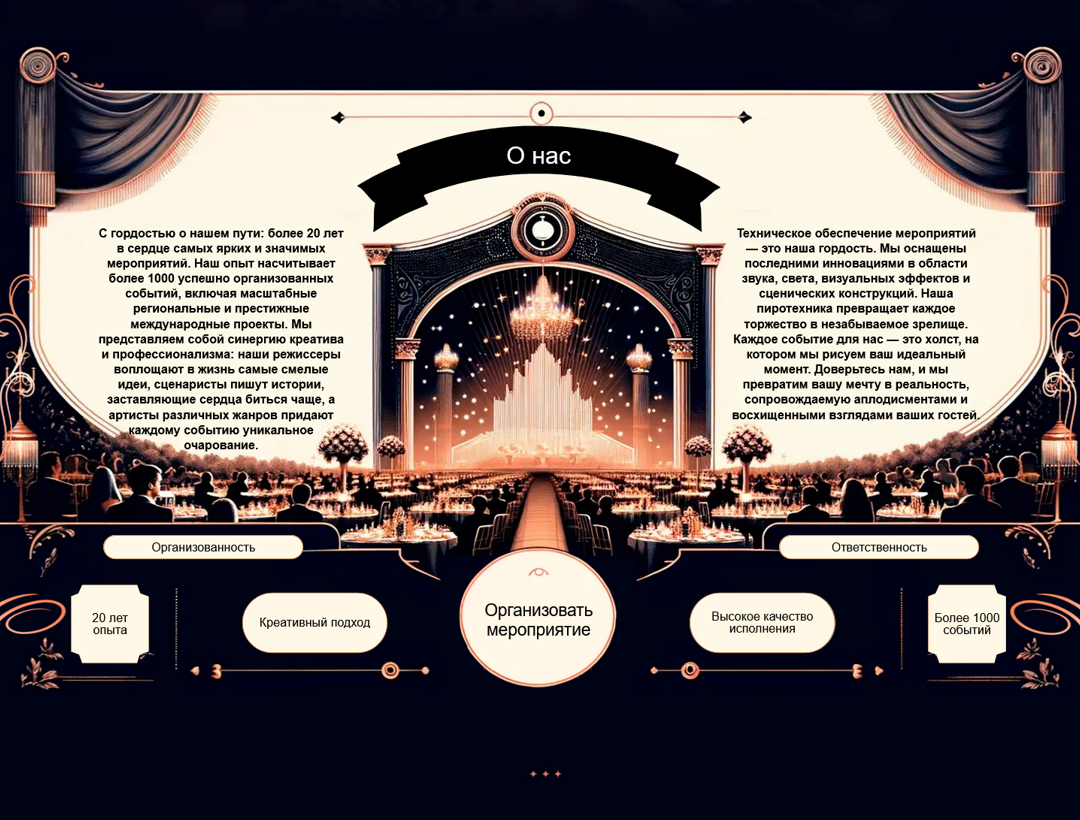 О нас
С гордостью о нашем пути: более 20 лет
в сердце самых ярких и значимых
мероприятий. Наш опыт насчитывает
более 1000 успешно организованных
событий, включая масштабные
региональные и престижные
международные проекты. Мы
представляем собой синергию креатива
и профессионализма: наши режиссеры
воплощают в жизнь самые смелые
идеи, сценаристы пишут истории,
заставляющие сердца биться чаще, а
артисты различных жанров придают
каждому событию уникальное
очарование.
Техническое обеспечение мероприятий
— это наша гордость. Мы оснащены
последними инновациями в области
звука, света, визуальных эффектов и
сценических конструкций. Наша
пиротехника превращает каждое
торжество в незабываемое зрелище.
Каждое событие для нас — это холст, на
котором мы рисуем ваш идеальный
момент. Доверьтесь нам, и мы
превратим вашу мечту в реальность,
сопровождаемую аплодисментами и
восхищенными взглядами ваших гостей.
Организованность
Ответственность
20 лет
опыта
Креативный подход
Организовать
мероприятие
Высокое качество
исполнения
Более 1000
событий